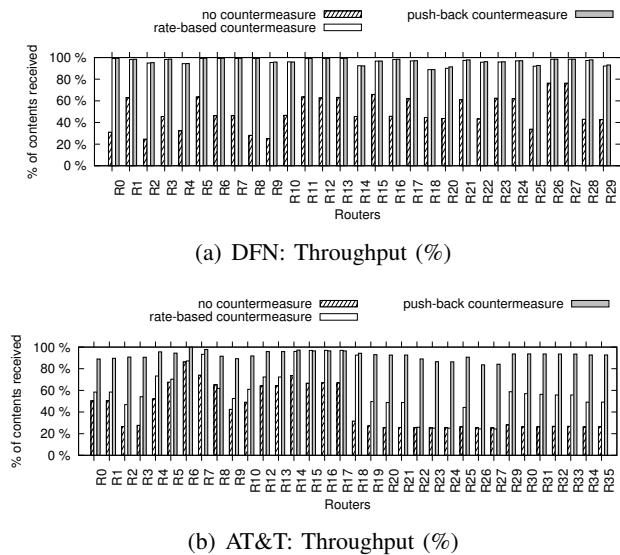 no countermeasure
rate-based countermeasure
push-back countermeasure
% of contents received
100 %
80 %
60 %
40 %
20 %
0 %
R0 R1 R2 R3 R4 R5 R6 R7 R8 R9 R10 R11 R12 R13 R14 R15 R16 R17 R18 R20 R21 R22 R23 R24 R25 R26 R27 R28 R29
Routers
(a) DFN: Throughput (%)
no countermeasure
rate-based countermeasure
push-back countermeasure
% of contents received
100 %
80 %
60 %
40 %
20 %
0 %
R0 R1 R2 R3 R4 R5 R6 R7 R8 R9 R10 R12 R13 R14 R15 R16 R17 R18 R19 R20 R21 R22 R23 R24 R25 R26 R27 R29 R30 R31 R32 R33 R34 R35
Routers
(b) AT&T: Throughput (%)